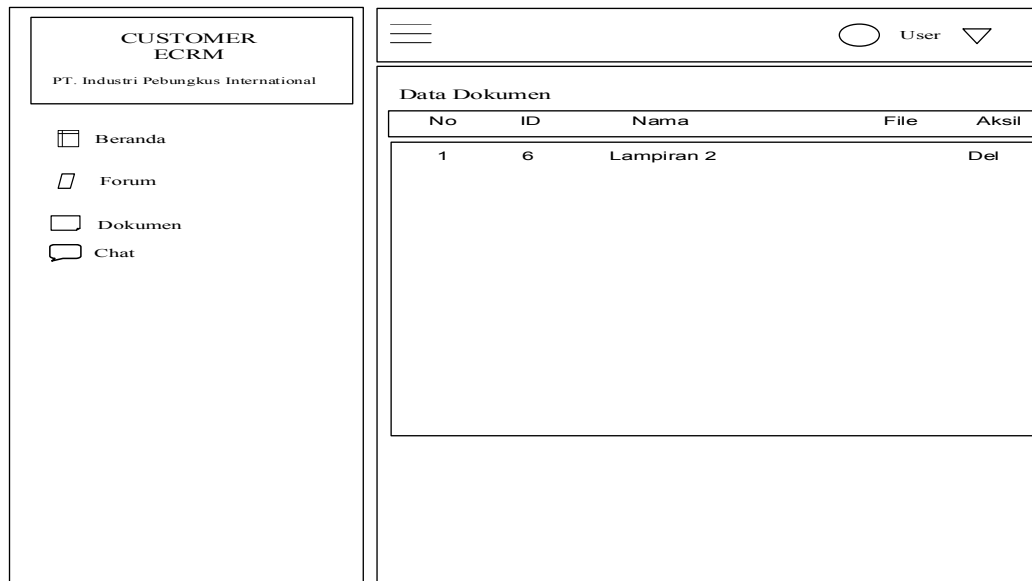 CUSTOMER
ECRM
PT. Industri Pebungkus International
Beranda
Forum
Dokumen
Chat
User
Data Dokumen
No ID Nama File Aksil
1 6 Lampiran 2 Del